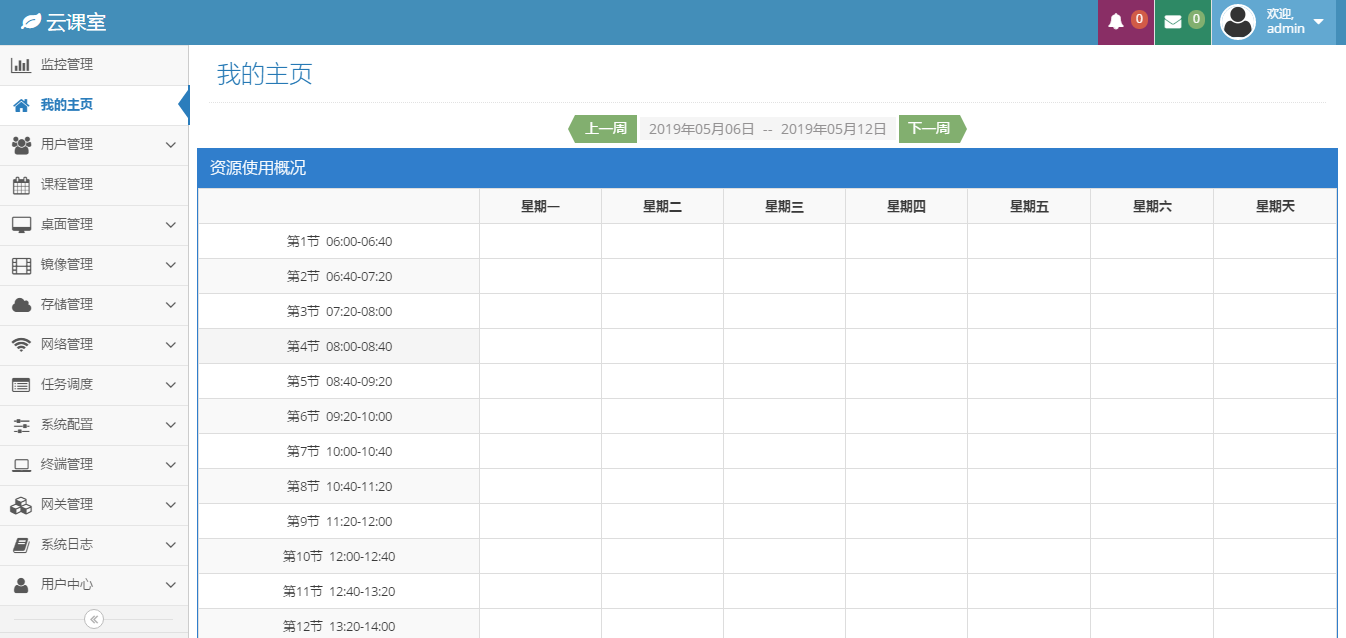 云课室
0
0
欢迎,
admin
监控管理
我的主页
用户管理
课程管理
桌面管理
镜像管理
存储管理
网络管理
任务调度
系统配置
终端管理
网关管理
系统日志
用户中心
我的主页
上一周 2019年05月06日 -- 2019年05月12日 下一周
资源使用概况
星期一 星期二 星期三 星期四 星期五 星期六 星期天
第1节 06:00-06:40
第2节 06:40-07:20
第3节 07:20-08:00
第4节 08:00-08:40
第5节 08:40-09:20
第6节 09:20-10:00
第7节 10:00-10:40
第8节 10:40-11:20
第9节 11:20-12:00
第10节 12:00-12:40
第11节 12:40-13:20
第12节 13:20-14:00